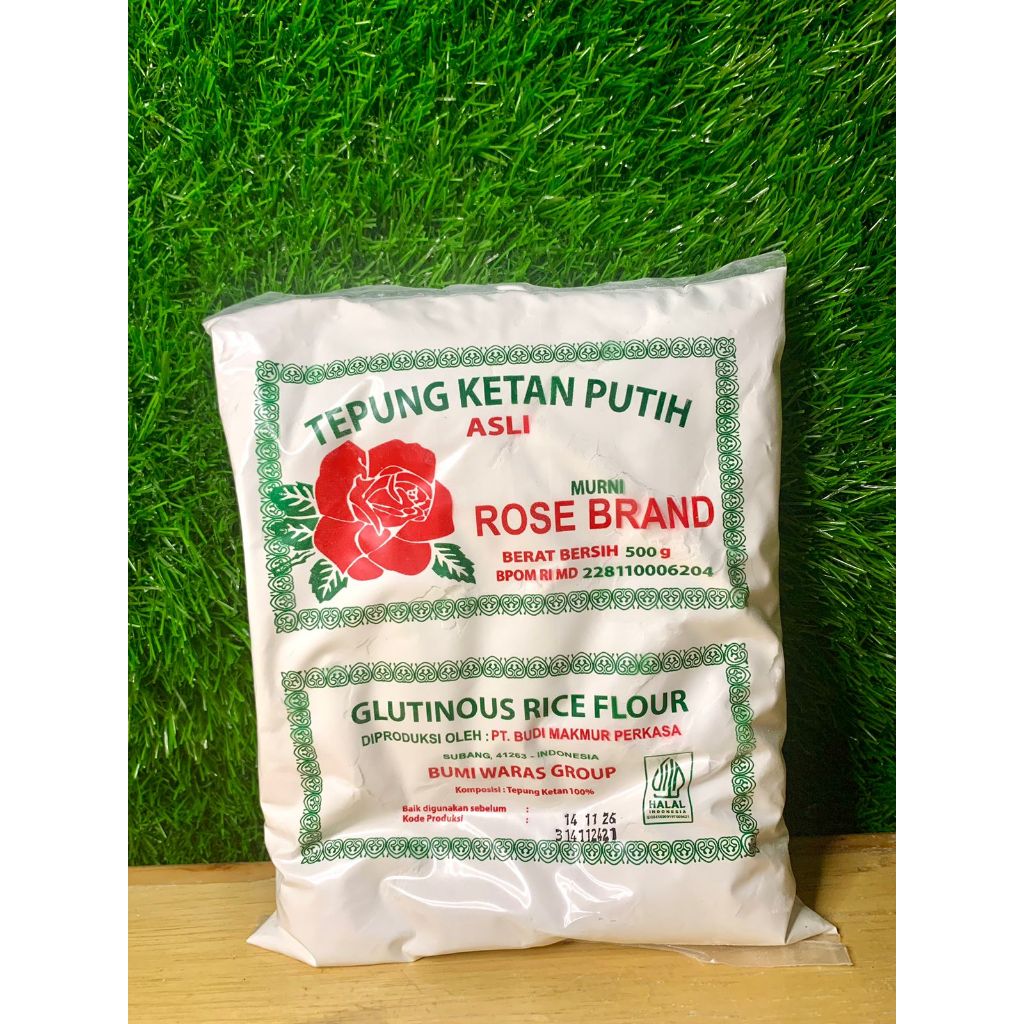 TEPUNG KETAN PUTIH
ASLI
MURNI
ROSE BRAND
BERAT BERSIH 500 g
BPOM RI MD 228110006204
GLUTINOUS RICE FLOUR
DIPRODUKSI OLEH : PT. BUDI MAKMUR PERKASA
SUBANG, 41263 - INDONESIA
BUMI WARAS GROUP
Komposisi : Tepung Ketan 100%
Baik digunakan sebelum : 14 11 26
Kode Produksi : 314112421
HALAL
INDONESIA